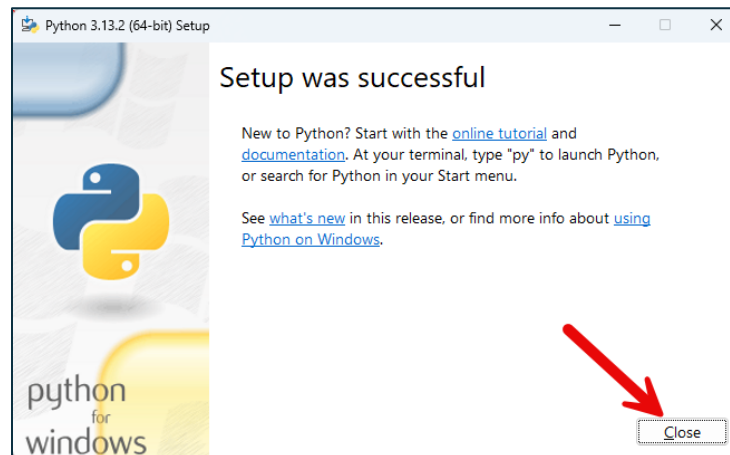 Python 3.13.2 (64-bit) Setup
Setup was successful
New to Python? Start with the online tutorial and
documentation. At your terminal, type "py" to launch Python,
or search for Python in your Start menu.
See what's new in this release, or find more info about using
Python on Windows.
python
for
windows
Close